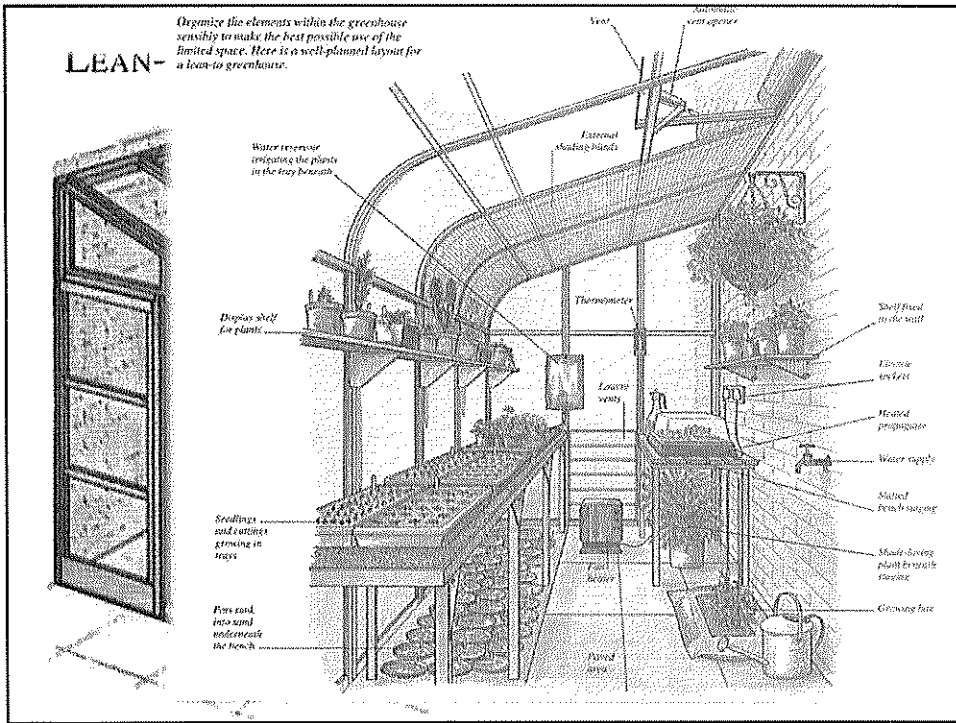 Organize the elements within the greenhouse
sensibly to make the best possible use of the
limited space. Here is a well-planned layout for
a lean-to greenhouse.
LEAN-
Vent
Automatic
vent opener
Water reservoir
irrigating the plants
in the tray beneath
External
shading blinds
Display shelf
for plants
Thermometer
Shelf fixed
to the wall
Louvre
vents
Electric
sockets
Heated
propagator
Water supply
Slatted
bench staging
Seedlings
and cuttings
growing in
trays
Fan
heater
Shade-loving
plant beneath
staging
Pots sunk
into sand
underneath
the bench
Paved
area
Growing bag